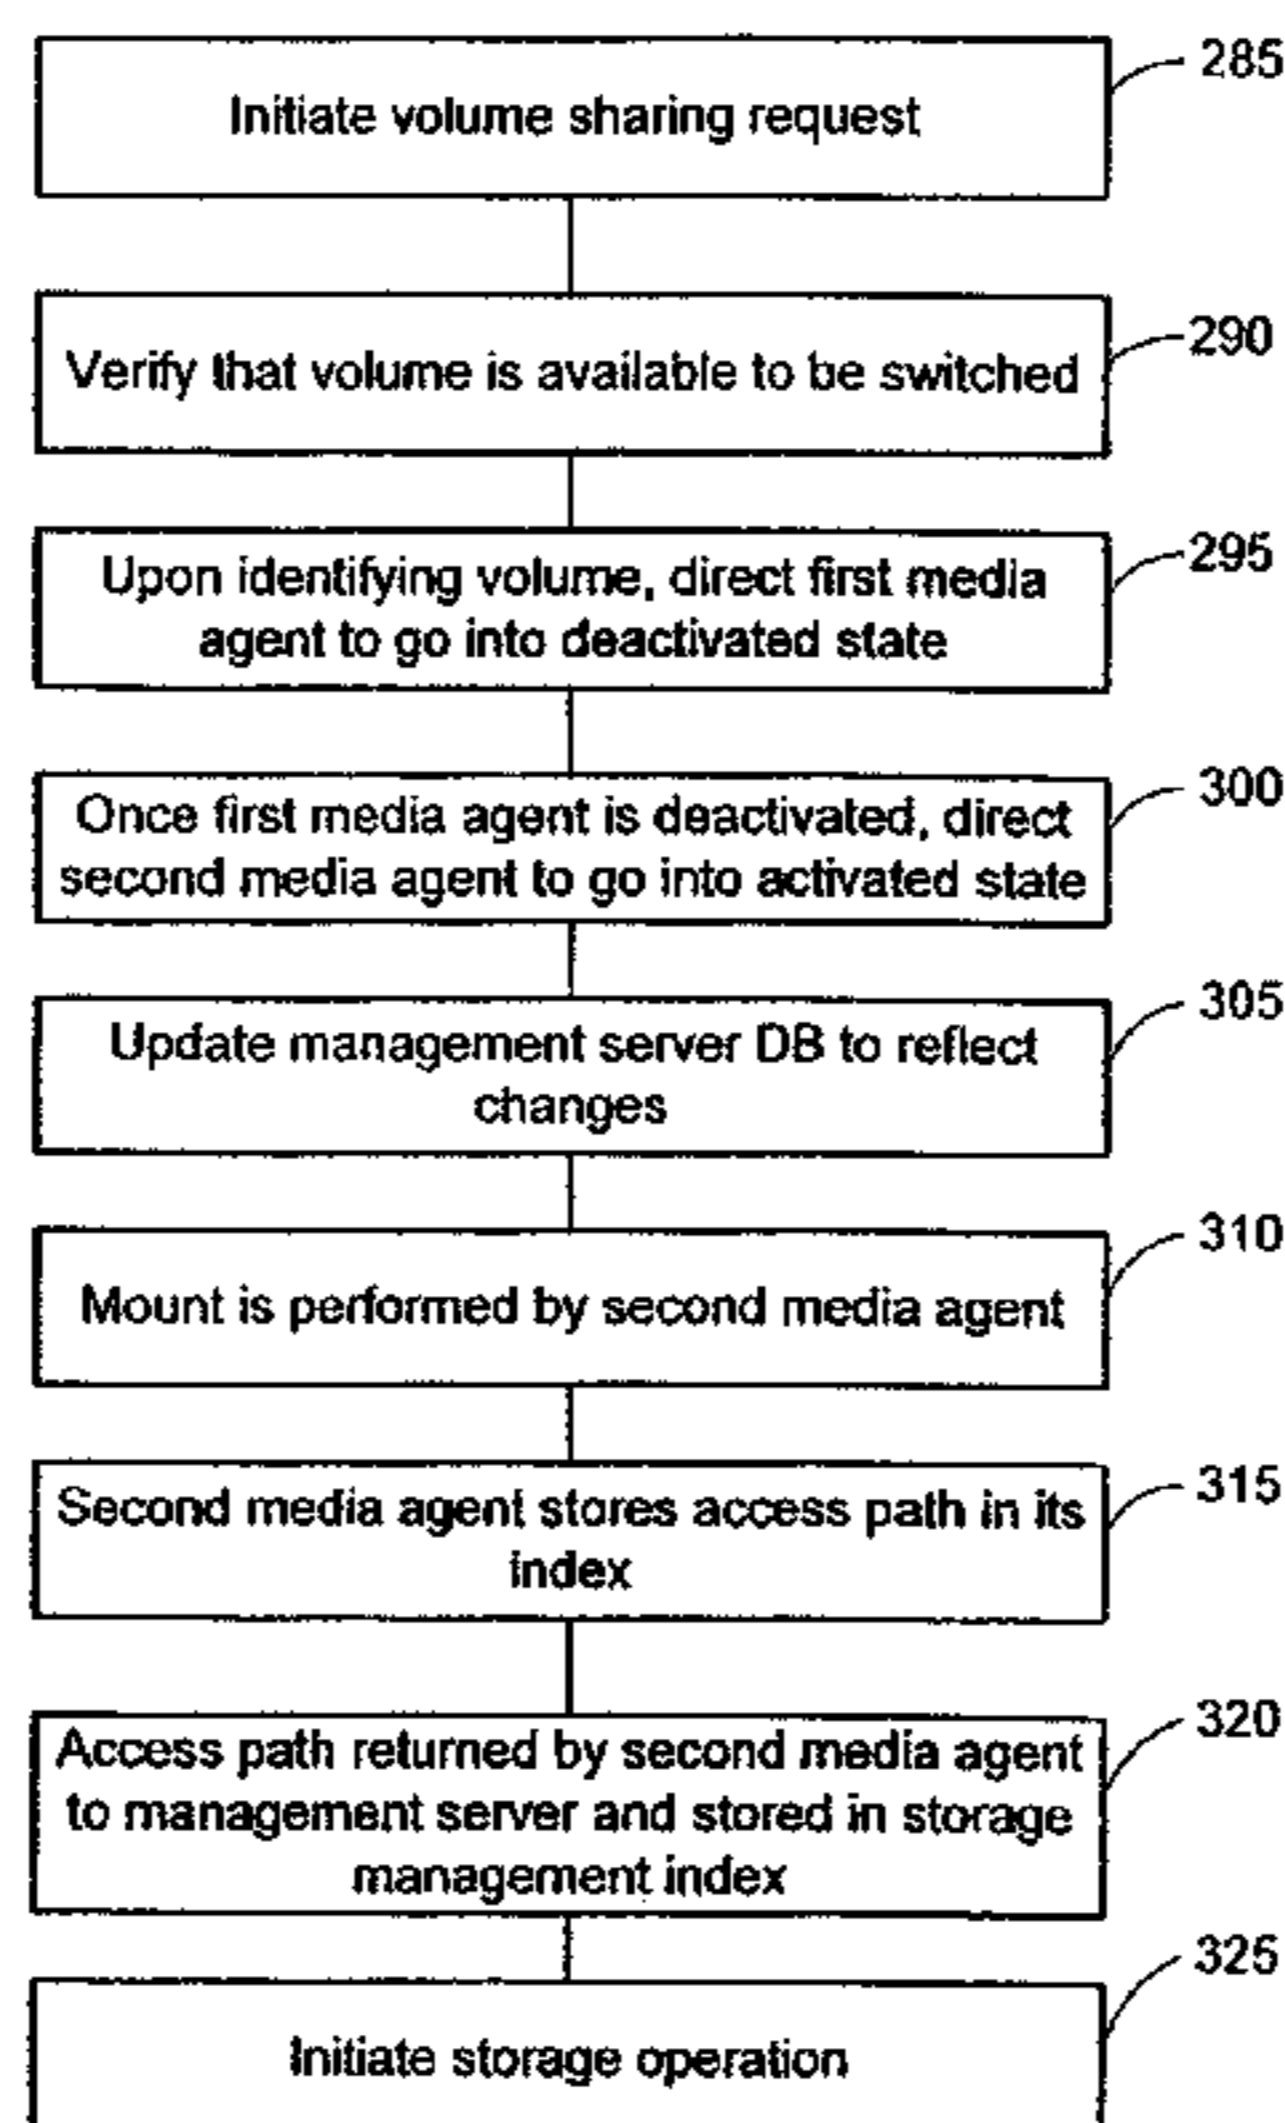 285
Initiate volume sharing request
290
Verify that volume is available to be switched
295
Upon identifying volume, direct first media
agent to go into deactivated state
300
Once first media agent is deactivated, direct
second media agent to go into activated state
305
Update management server DB to reflect
changes
310
Mount is performed by second media agent
315
Second media agent stores access path in its
index
320
Access path returned by second media agent
to management server and stored in storage
management index
325
Initiate storage operation